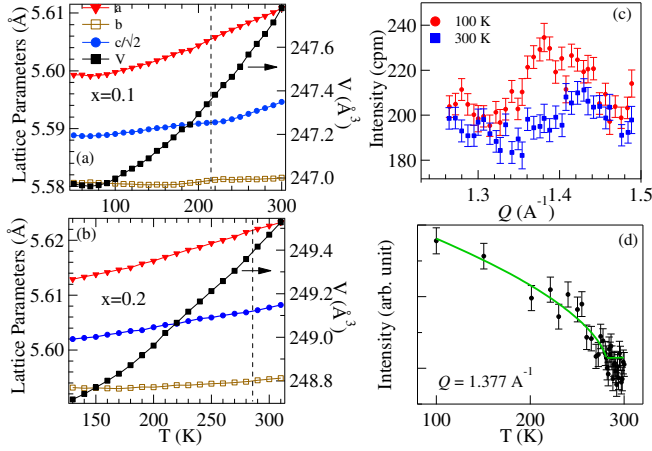 a
b
c/√2
V
x=0.1
(a)
Lattice Parameters (Å)
5.61
5.60
5.59
5.58
V (Å³)
247.6
247.4
247.2
247.0
100
150
200
250
300
(b)
x=0.2
Lattice Parameters (Å)
5.62
5.61
5.60
V (Å³)
249.4
249.2
249.0
248.8
150
200
250
300
T (K)
(c)
100 K
300 K
Intensity (cpm)
240
220
200
180
1.3
1.4
1.5
Q (A⁻¹)
(d)
Intensity (arb. unit)
Q = 1.377 A⁻¹
100
200
300
T (K)